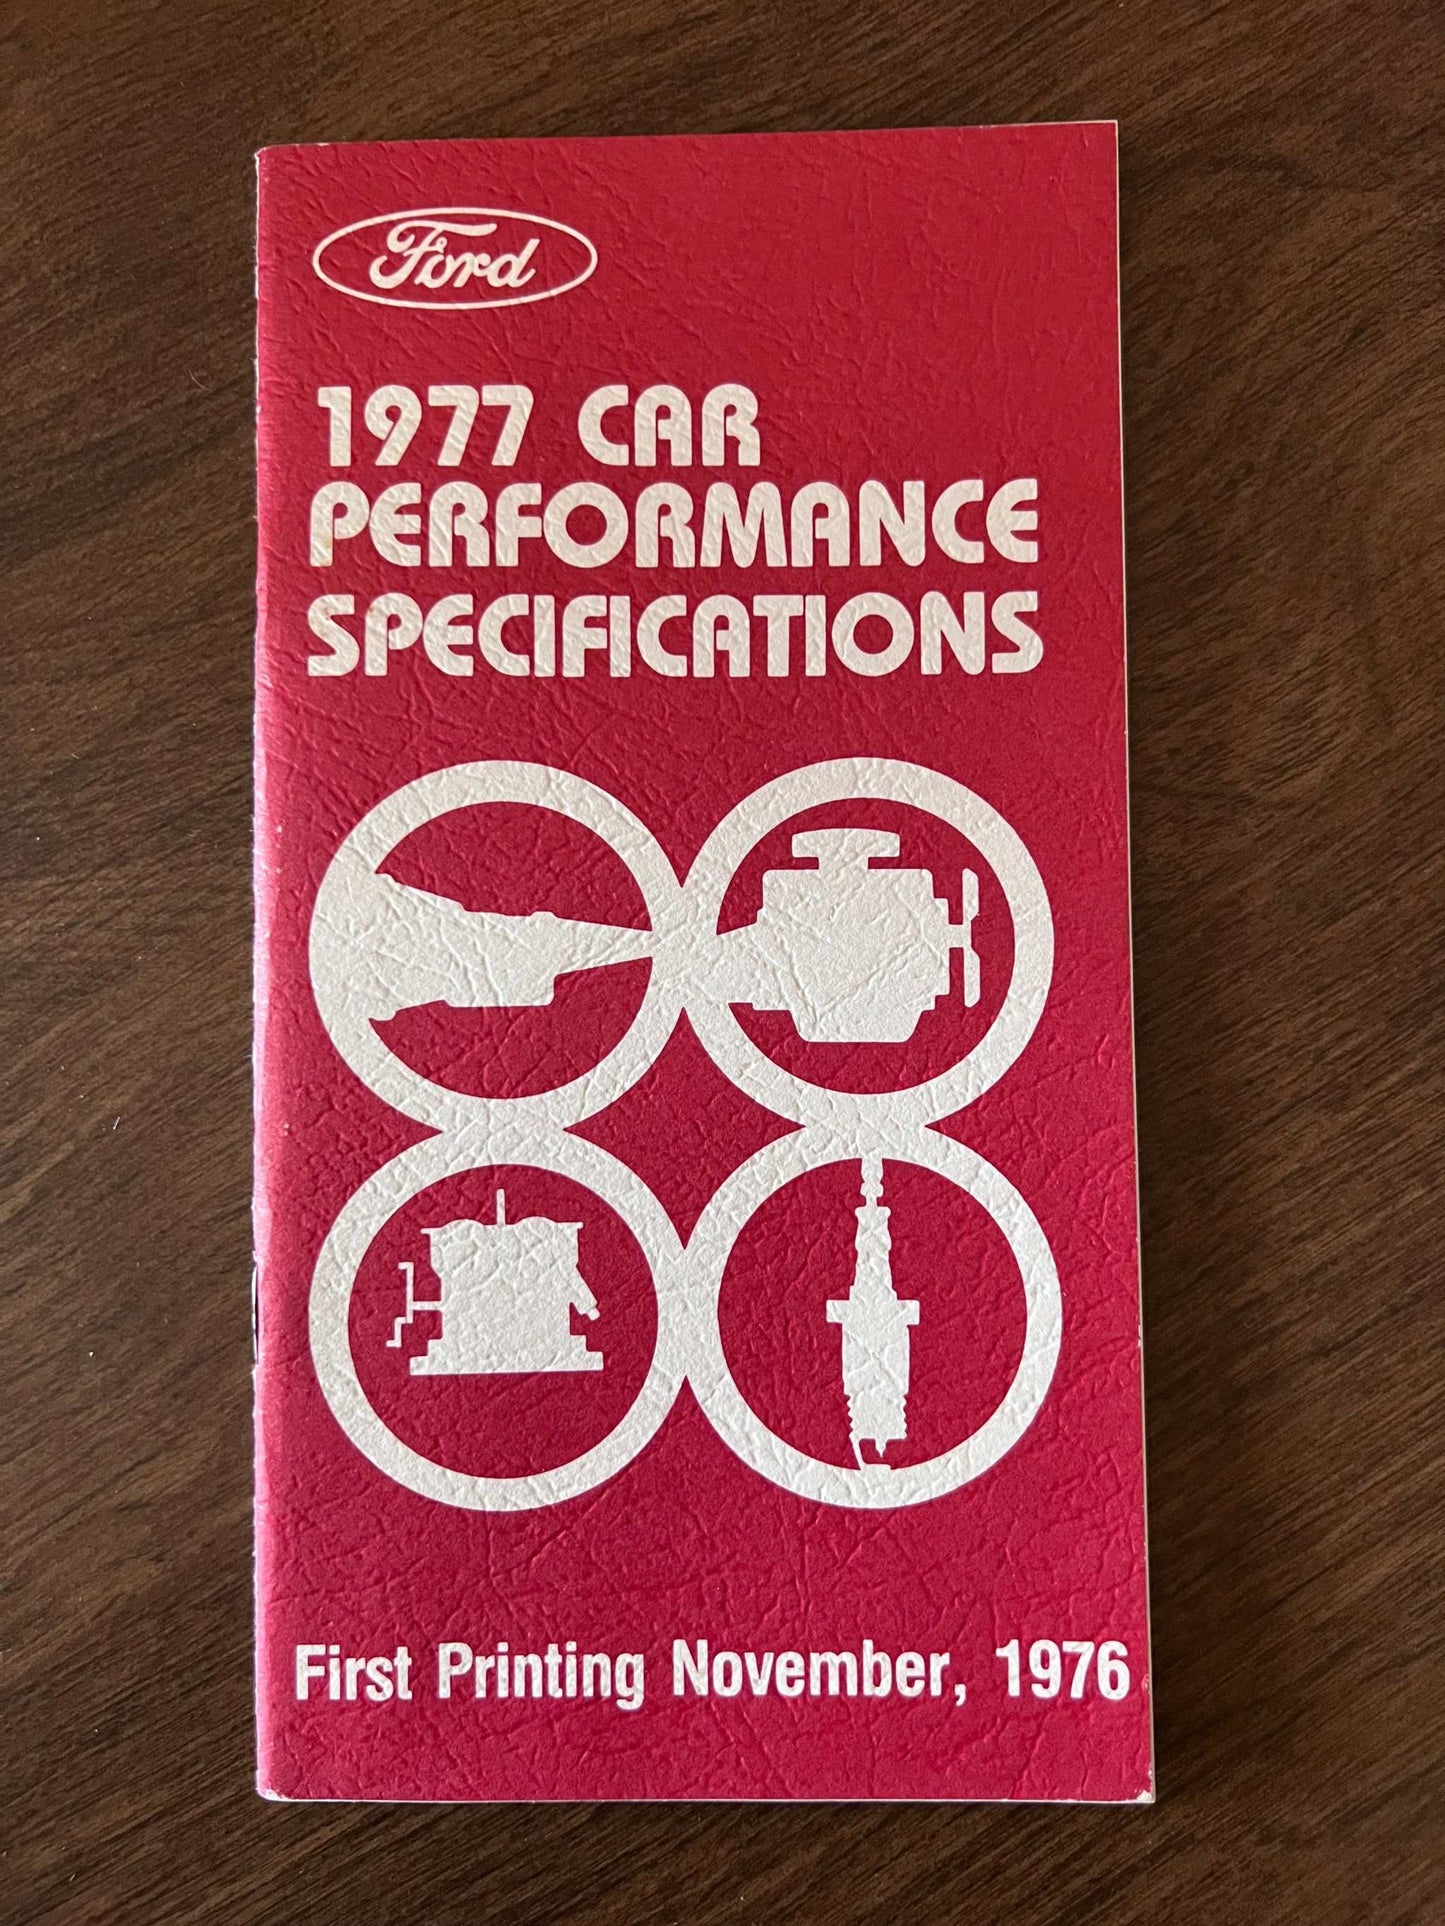 Ford
1977 CAR
PERFORMANCE
SPECIFICATIONS
First Printing November, 1976